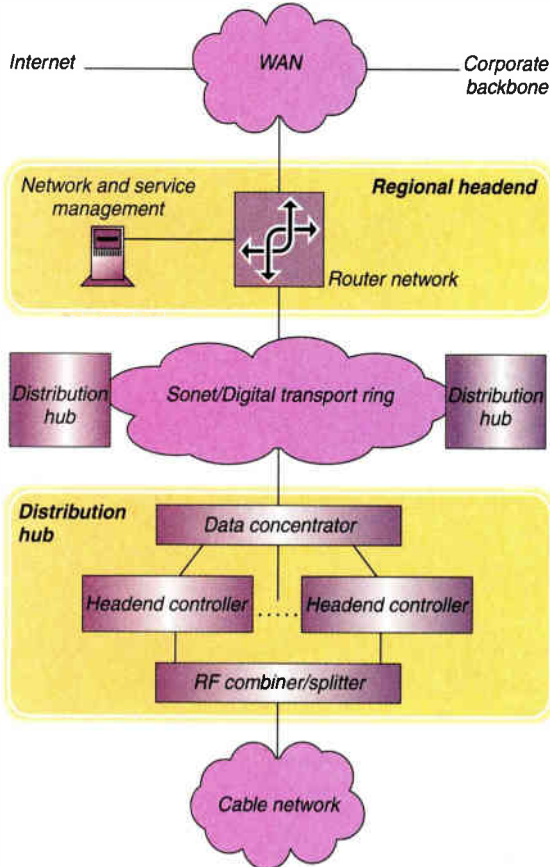 Internet
WAN
Corporate
backbone
Network and service
management
Regional headend
Router network
Distribution
hub
Sonet/Digital transport ring
Distribution
hub
Distribution
hub
Data concentrator
Headend controller
.....
Headend controller
RF combiner/splitter
Cable network